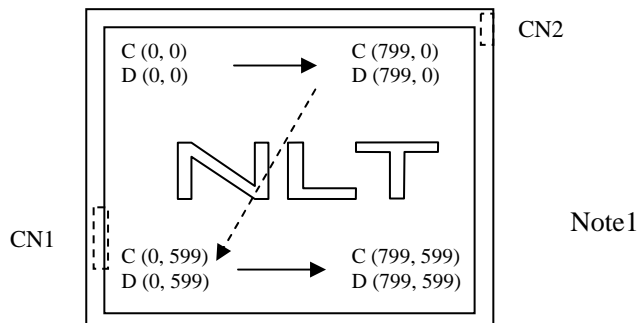 CN2
C (0, 0) C (799, 0)
D (0, 0) D (799, 0)
NLT
Note1
CN1
C (0, 599) C (799, 599)
D (0, 599) D (799, 599)